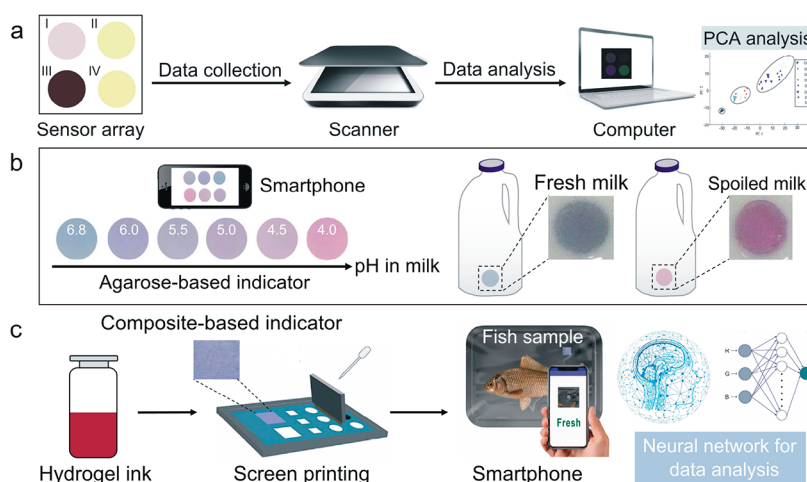 a
I
II
III
IV
Sensor array
Data collection
Scanner
Data analysis
Computer
PCA analysis
b
Smartphone
6.8
6.0
5.5
5.0
4.5
4.0
Agarose-based indicator
pH in milk
Fresh milk
Spoiled milk
c
Composite-based indicator
Hydrogel ink
Screen printing
Fish sample
Fresh
Smartphone
G
B
Neural network for
data analysis